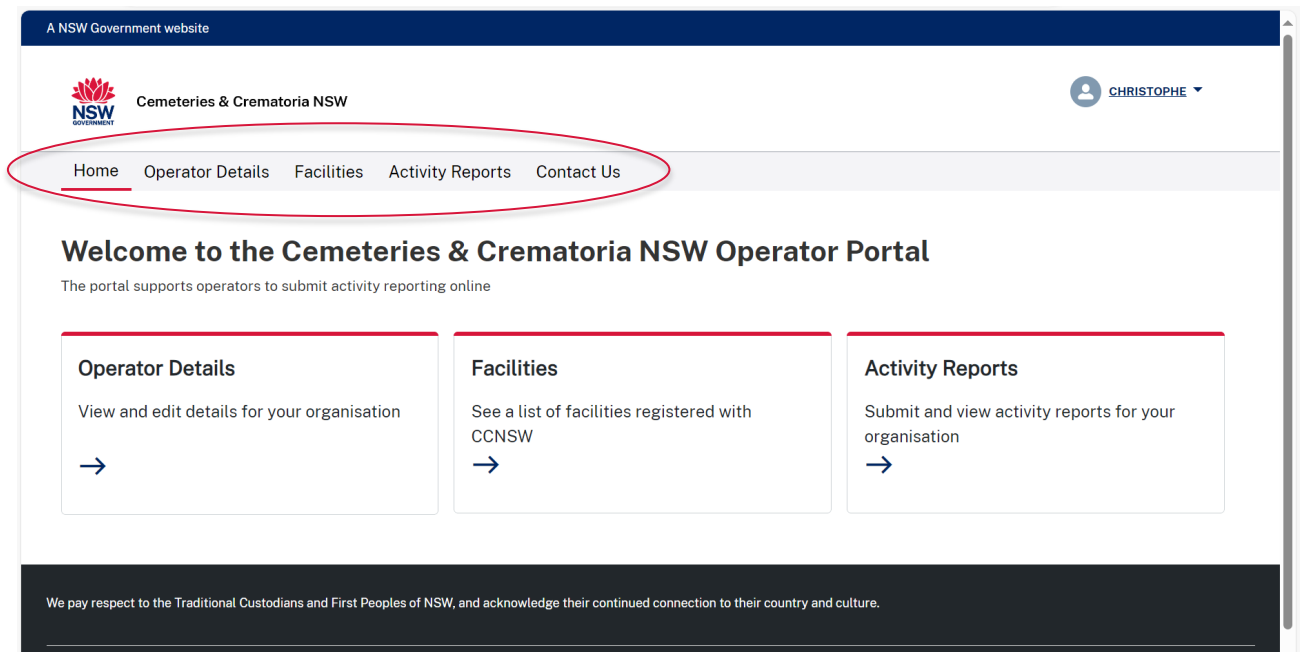 A NSW Government website
NSW
GOVERNMENT
Cemeteries & Crematoria NSW
CHRISTOPHE
Home Operator Details Facilities Activity Reports Contact Us
Welcome to the Cemeteries & Crematoria NSW Operator Portal
The portal supports operators to submit activity reporting online
Operator Details
View and edit details for your organisation
Facilities
See a list of facilities registered with
CCNSW
Activity Reports
Submit and view activity reports for your
organisation
We pay respect to the Traditional Custodians and First Peoples of NSW, and acknowledge their continued connection to their country and culture.